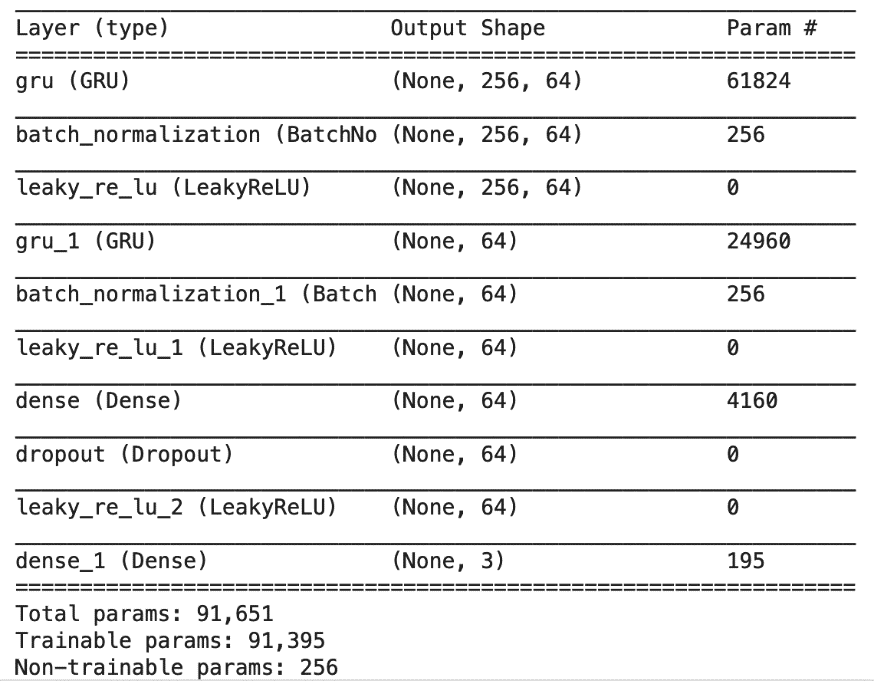 Layer (type) Output Shape Param #
gru (GRU) (None, 256, 64) 61824
batch_normalization (BatchNo (None, 256, 64) 256
leaky_re_lu (LeakyReLU) (None, 256, 64) 0
gru_1 (GRU) (None, 64) 24960
batch_normalization_1 (Batch (None, 64) 256
leaky_re_lu_1 (LeakyReLU) (None, 64) 0
dense (Dense) (None, 64) 4160
dropout (Dropout) (None, 64) 0
leaky_re_lu_2 (LeakyReLU) (None, 64) 0
dense_1 (Dense) (None, 3) 195
Total params: 91,651
Trainable params: 91,395
Non-trainable params: 256